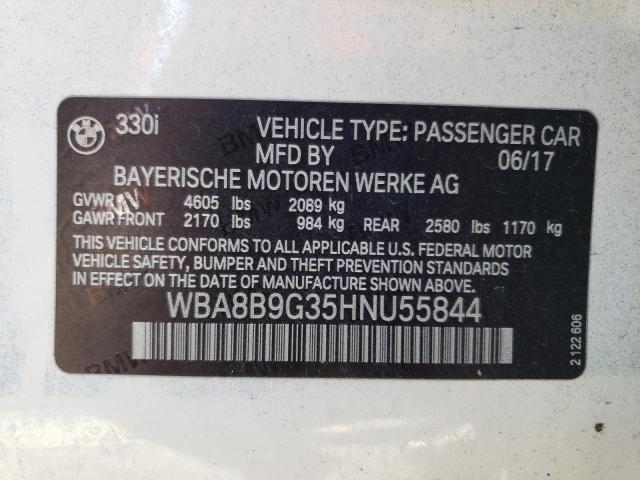 330i VEHICLE TYPE: PASSENGER CAR
MFD BY 06/17
BAYERISCHE MOTOREN WERKE AG
GVWR 4605 lbs 2089 kg
GAWR FRONT 2170 lbs 984 kg REAR 2580 lbs 1170 kg
THIS VEHICLE CONFORMS TO ALL APPLICABLE U.S. FEDERAL MOTOR
VEHICLE SAFETY, BUMPER AND THEFT PREVENTION STANDARDS
IN EFFECT ON THE DATE OF MANUFACTURE SHOWN ABOVE.
WBA8B9G35HNU55844
2 122 606